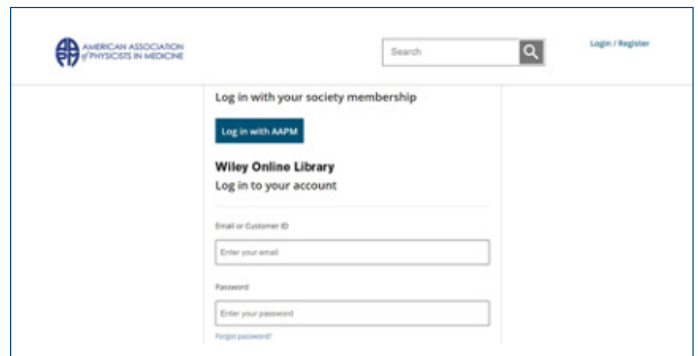 AMERICAN ASSOCIATION
of PHYSICISTS IN MEDICINE
Search
Login / Register
Log in with your society membership
Log in with AAPM
Wiley Online Library
Log in to your account
Email or Customer ID
Enter your email
Password
Enter your password
Forgot password?